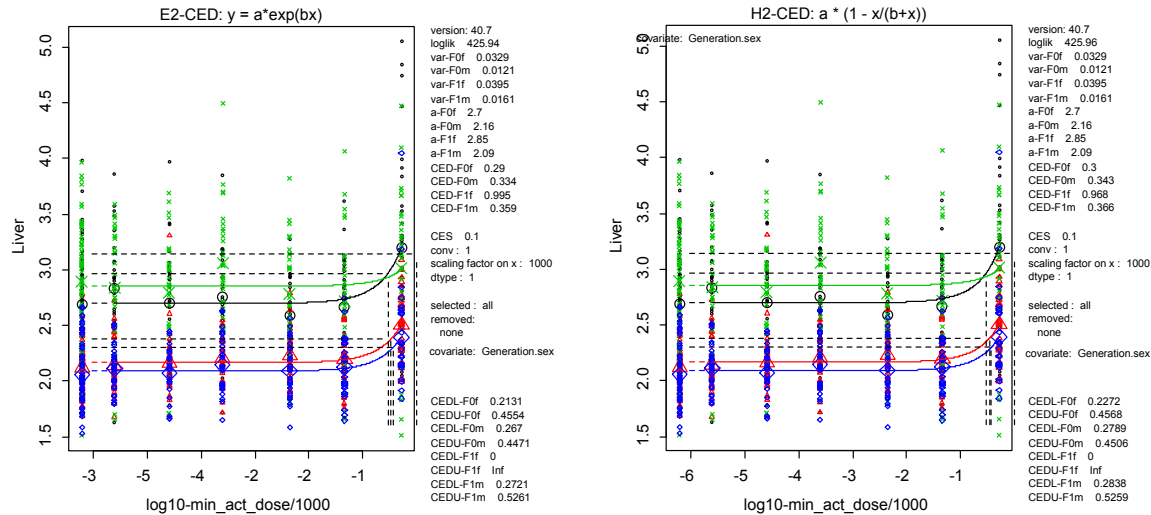 E2-CED: y = a*exp(bx)
5.0
4.5
4.0
3.5
3.0
2.5
2.0
1.5
Liver
-3
-5
-4
-3
-2
-1
log10-min_act_dose/1000
version: 40.7
loglik 425.94
var-F0f 0.0329
var-F0m 0.0121
var-F1f 0.0395
var-F1m 0.0161
a-F0f 2.7
a-F0m 2.16
a-F1f 2.85
a-F1m 2.09
CED-F0f 0.29
CED-F0m 0.334
CED-F1f 0.995
CED-F1m 0.359
CES 0.1
conv : 1
scaling factor on x : 1000
dtype : 1
selected : all
removed:
none
covariate: Generation.sex
CEDL-F0f 0.2131
CEDU-F0f 0.4554
CEDL-F0m 0.267
CEDU-F0m 0.4471
CEDL-F1f 0
CEDU-F1f Inf
CEDL-F1m 0.2721
CEDU-F1m 0.5261
H2-CED: a * (1 - x/(b+x))
covariate: Generation.sex
5.0
4.5
4.0
3.5
3.0
2.5
2.0
1.5
Liver
-6
-5
-4
-3
-2
-1
log10-min_act_dose/1000
version: 40.7
loglik 425.96
var-F0f 0.0329
var-F0m 0.0121
var-F1f 0.0395
var-F1m 0.0161
a-F0f 2.7
a-F0m 2.16
a-F1f 2.85
a-F1m 2.09
CED-F0f 0.3
CED-F0m 0.343
CED-F1f 0.968
CED-F1m 0.366
CES 0.1
conv : 1
scaling factor on x : 1000
dtype : 1
selected : all
removed:
none
covariate: Generation.sex
CEDL-F0f 0.2272
CEDU-F0f 0.4568
CEDL-F0m 0.2789
CEDU-F0m 0.4506
CEDL-F1f 0
CEDU-F1f Inf
CEDL-F1m 0.2838
CEDU-F1m 0.5259